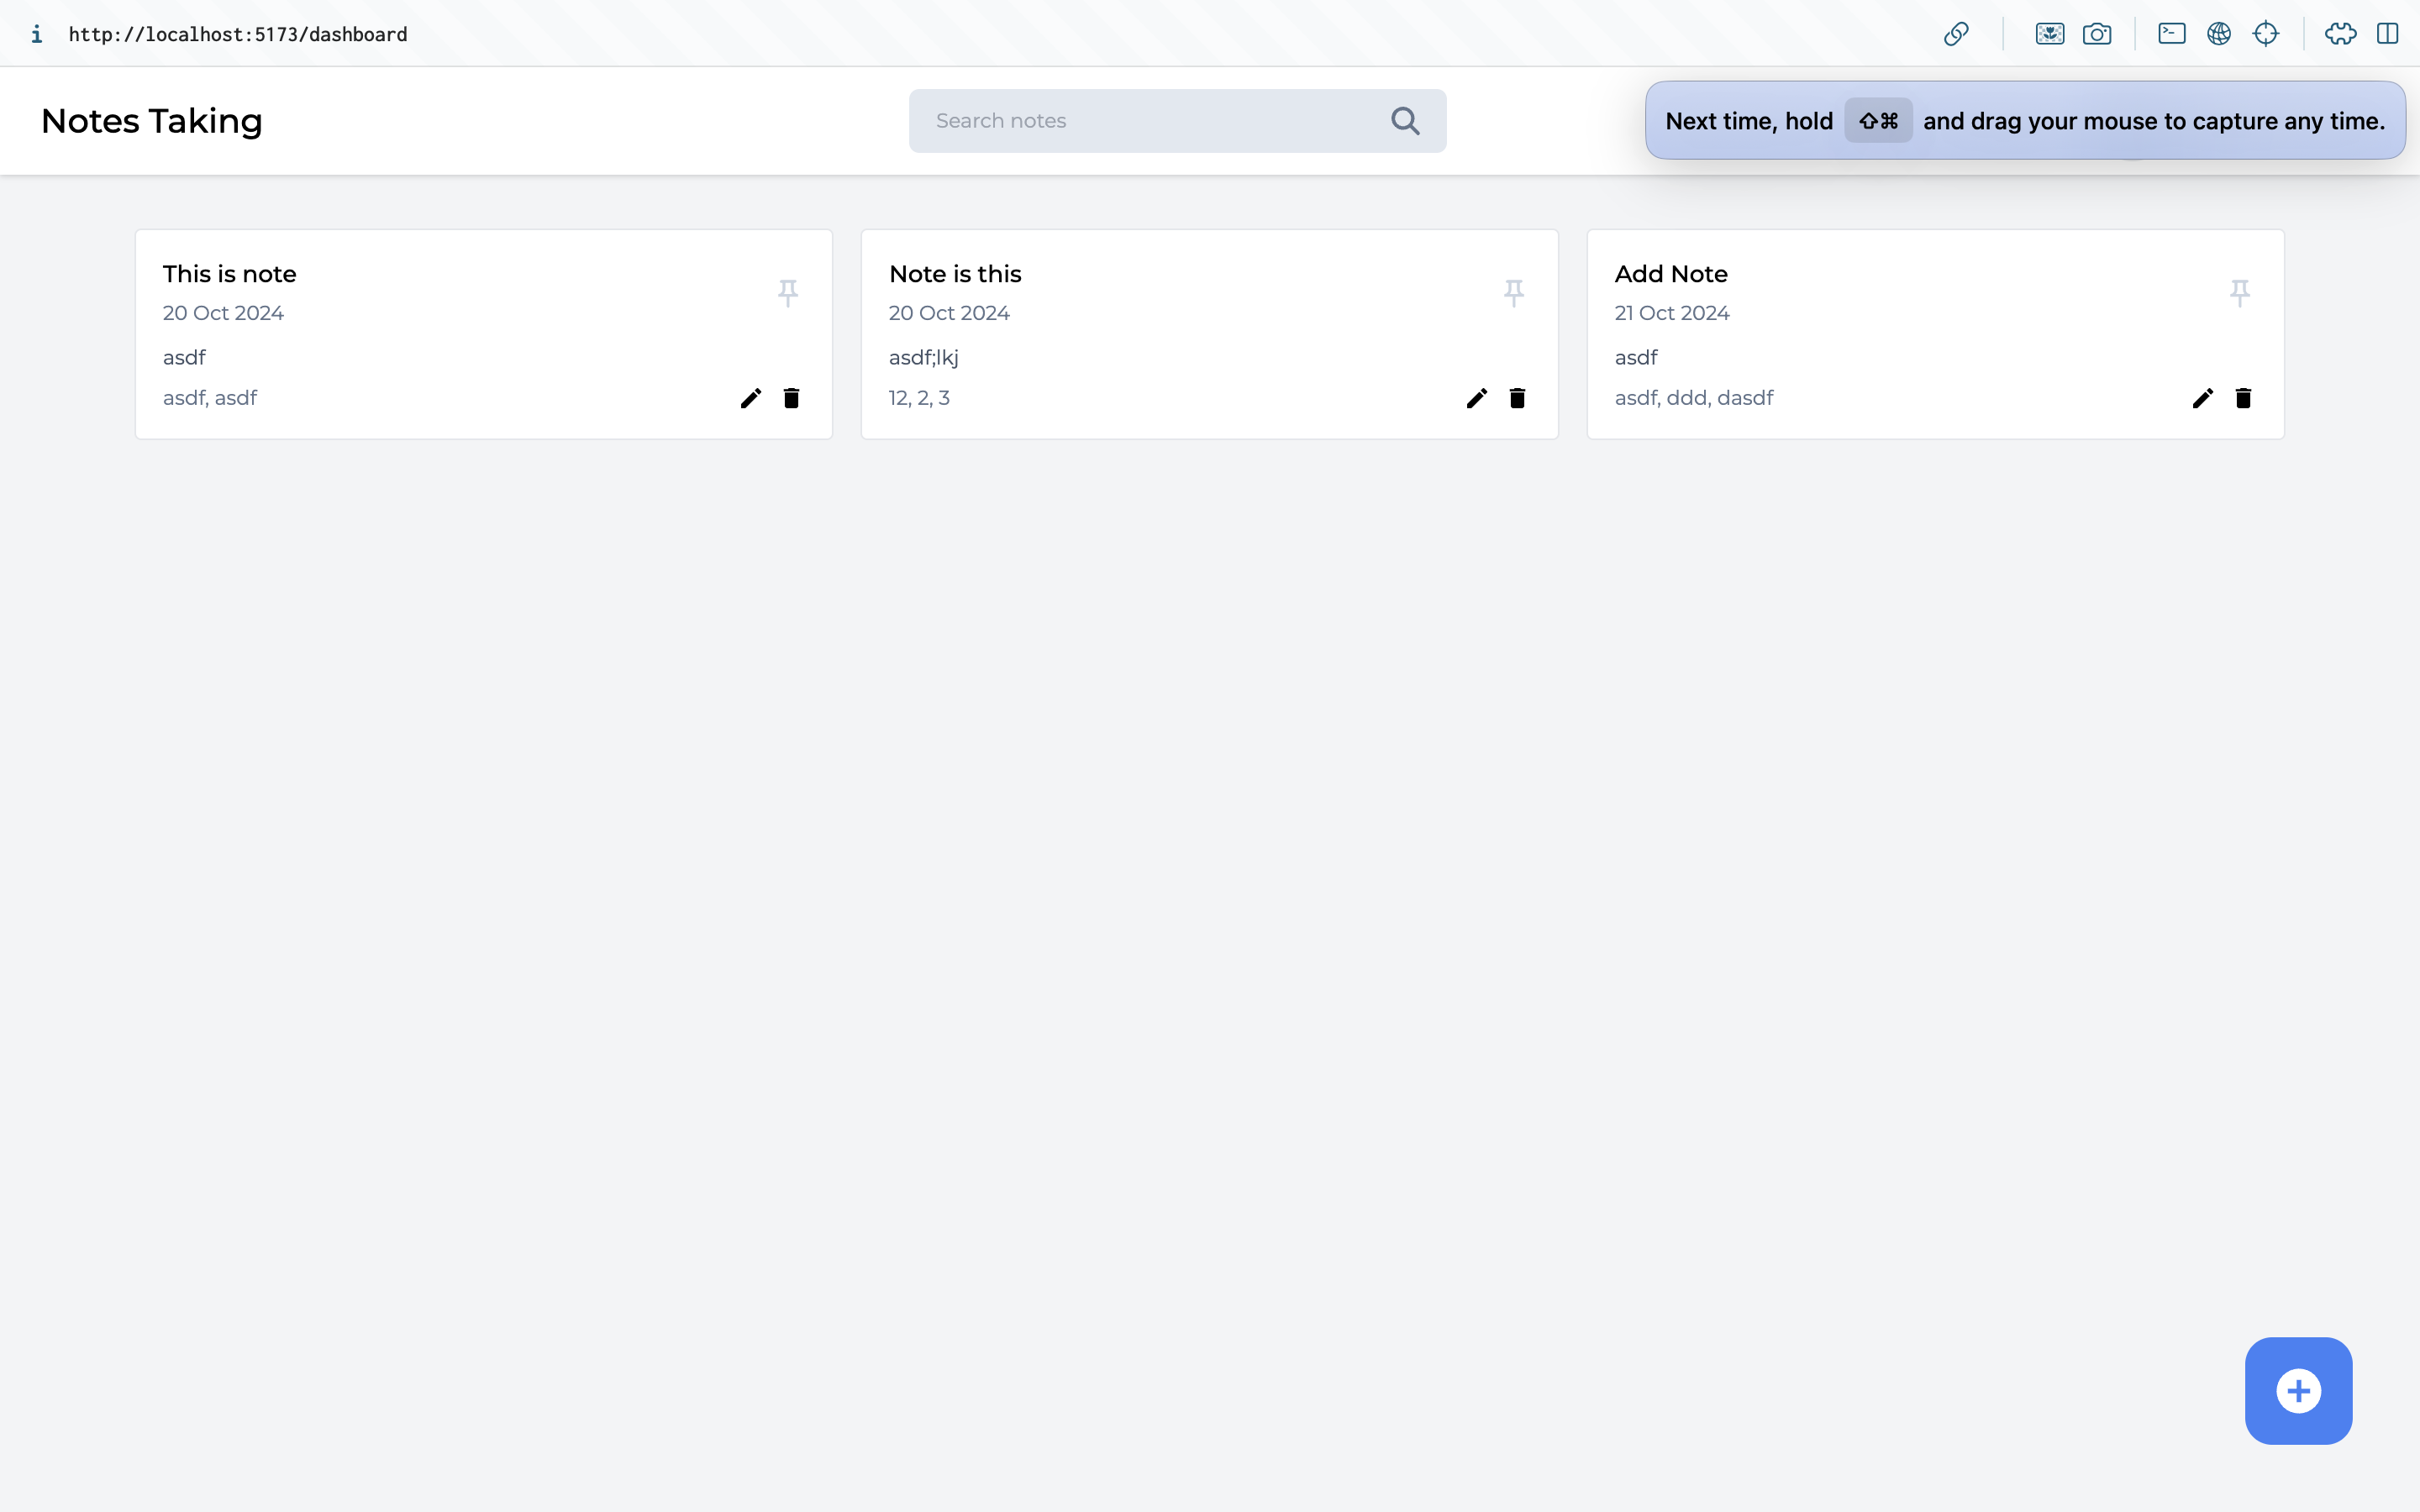 http://localhost:5173/dashboard
Notes Taking
Search notes
Next time, hold ⇧⌘ and drag your mouse to capture any time.
This is note
20 Oct 2024
asdf
asdf, asdf
Note is this
20 Oct 2024
asdf;lkj
12, 2, 3
Add Note
21 Oct 2024
asdf
asdf, ddd, dasdf